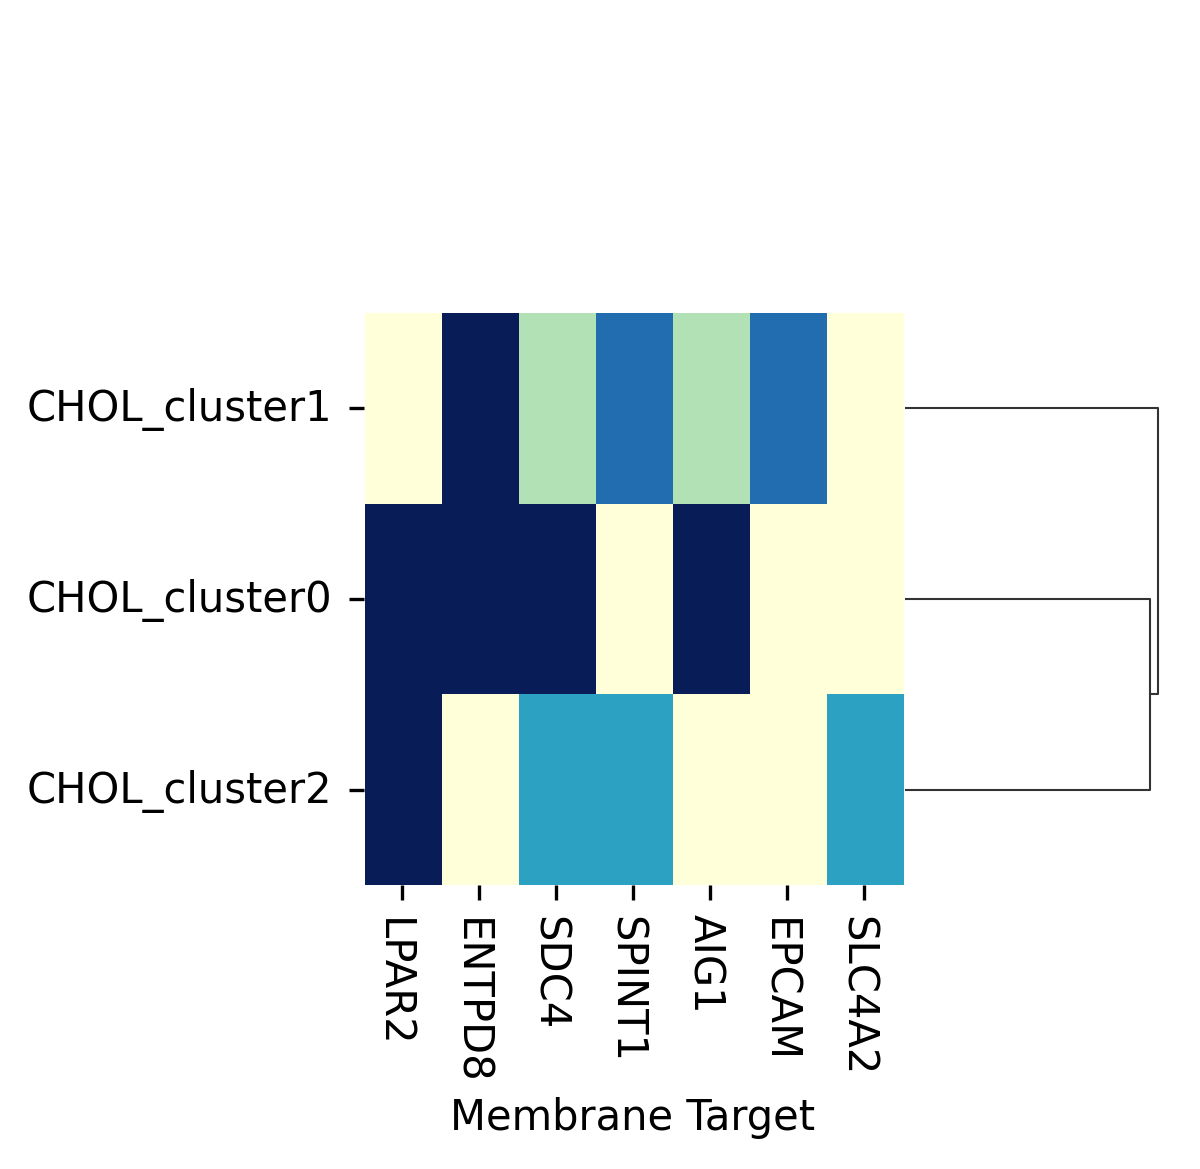 CHOL_cluster1
CHOL_cluster0
CHOL_cluster2
LPAR2
ENTPD8
SDC4
SPINT1
AIG1
EPCAM
SLC4A2
Membrane Target